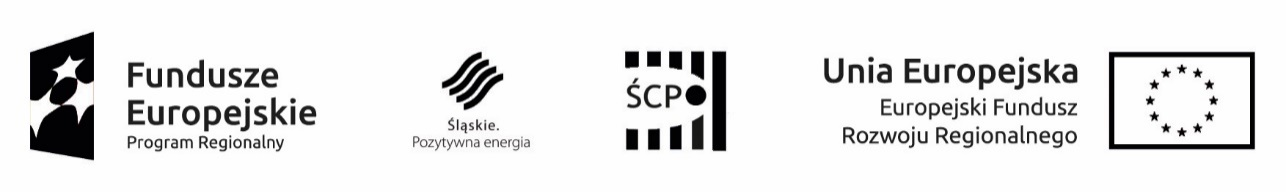 Fundusze
Europejskie
Program Regionalny
Śląskie.
Pozytywna energia
ŚCP
Unia Europejska
Europejski Fundusz
Rozwoju Regionalnego